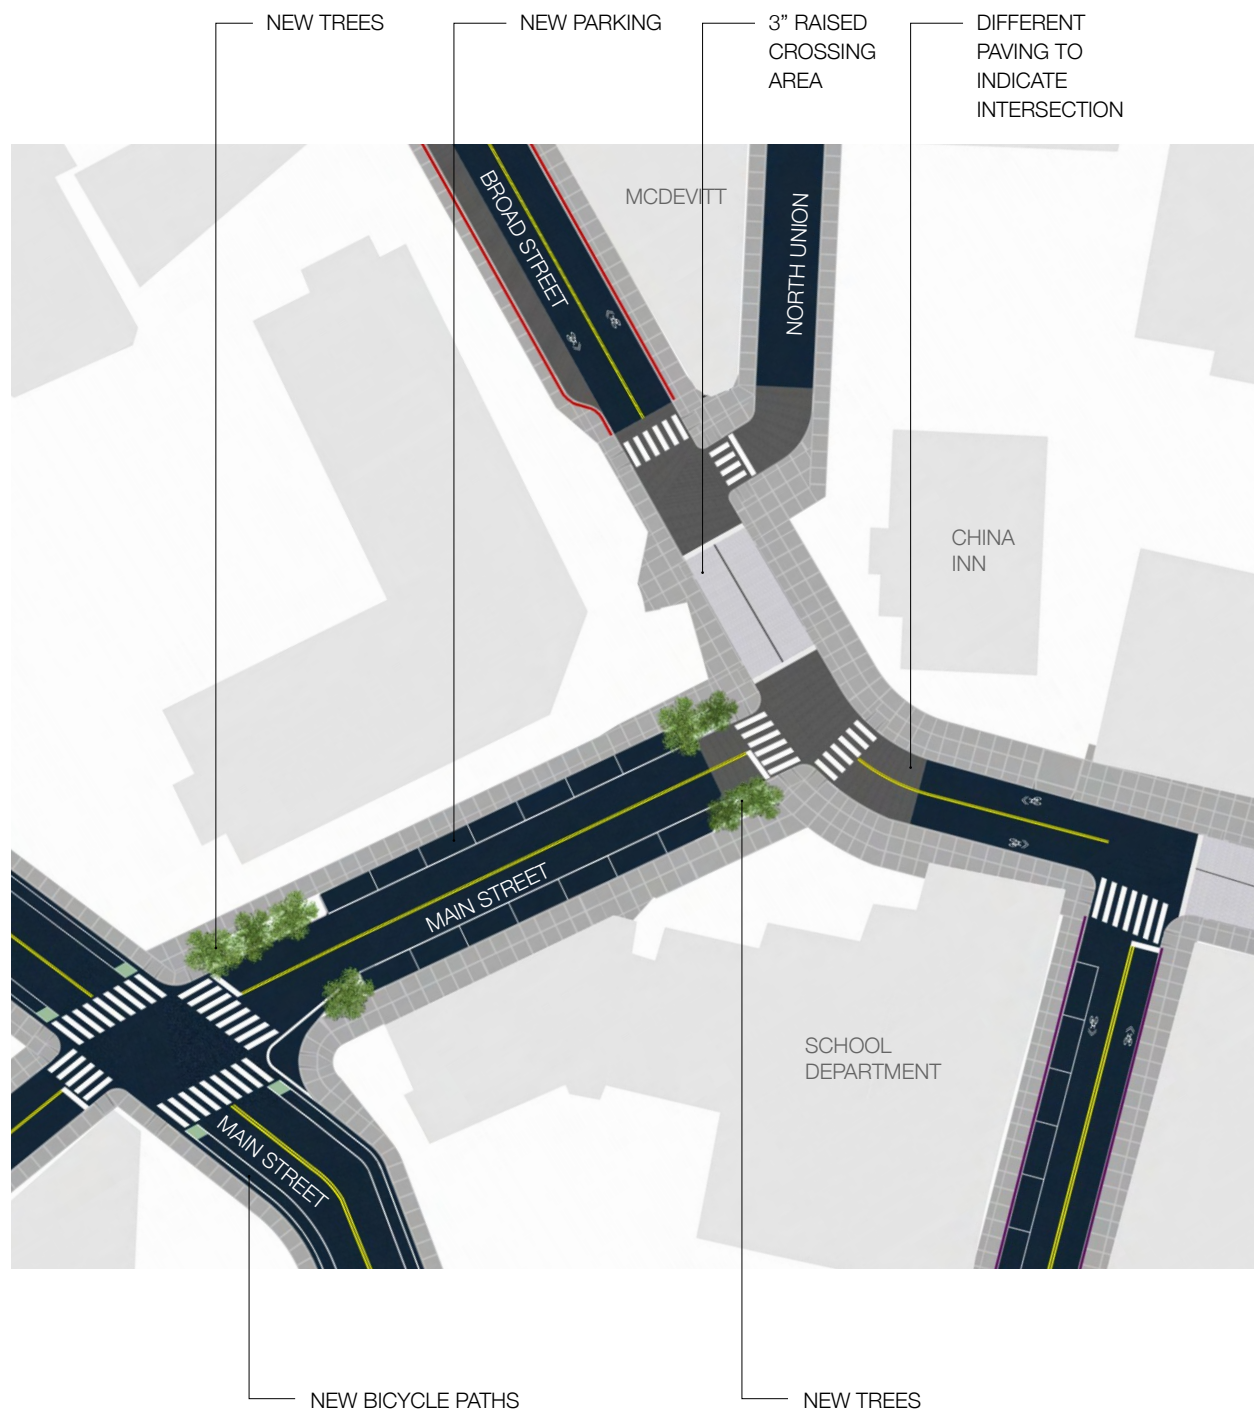 NEW TREES
NEW PARKING
3” RAISED
CROSSING
AREA
DIFFERENT
PAVING TO
INDICATE
INTERSECTION
BROAD STREET
MCDEVITT
NORTH UNION
CHINA
INN
MAIN STREET
SCHOOL
DEPARTMENT
MAIN STREET
NEW BICYCLE PATHS
NEW TREES